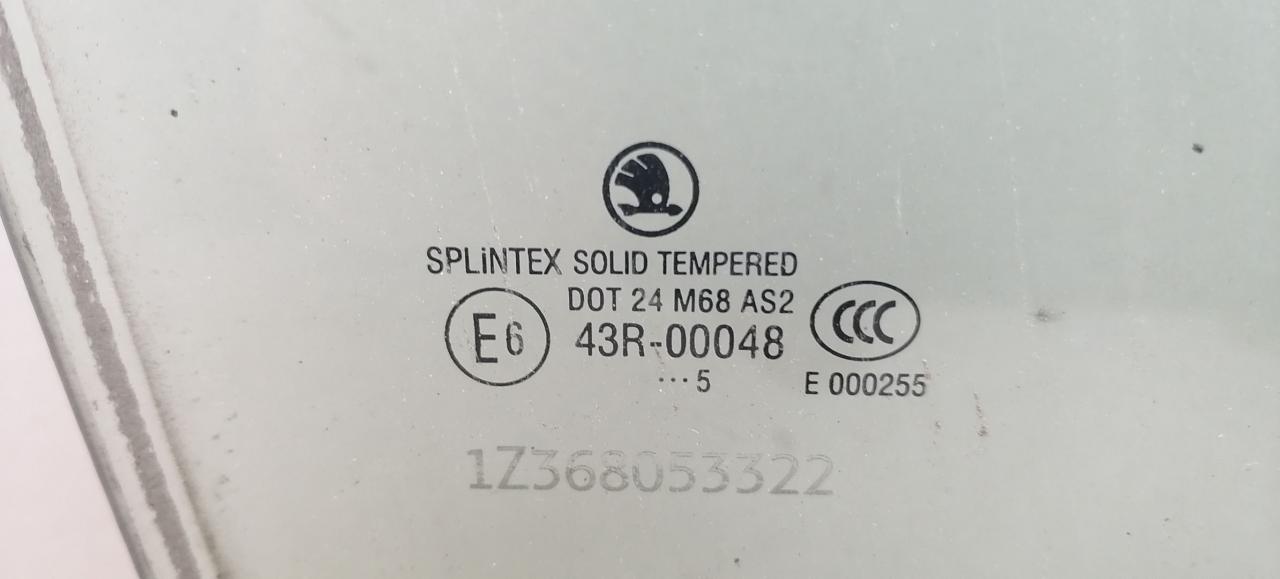 SPLiNTEX SOLID TEMPERED
DOT 24 M68 AS2
E6 43R-00048 CCC
...5 E 000255
1Z368053322